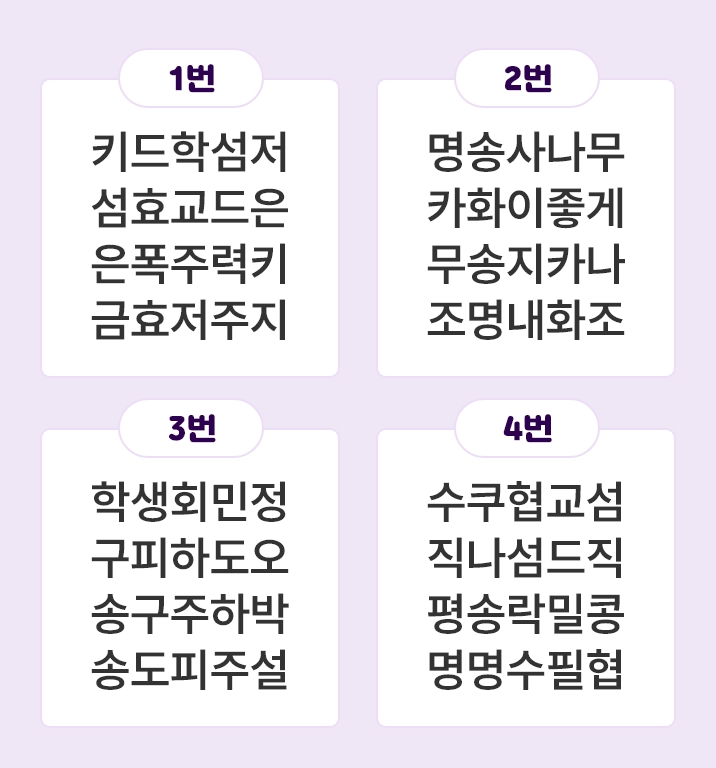 1번
키드학섬저
섬효교드은
은폭주력키
금효저주지
2번
명송사나무
카화이좋게
무송지카나
조명내화조
3번
학생회민정
구피하도오
송구주하박
송도피주설
4번
수쿠협교섬
직나섬드직
평송락밀콩
명명수필협